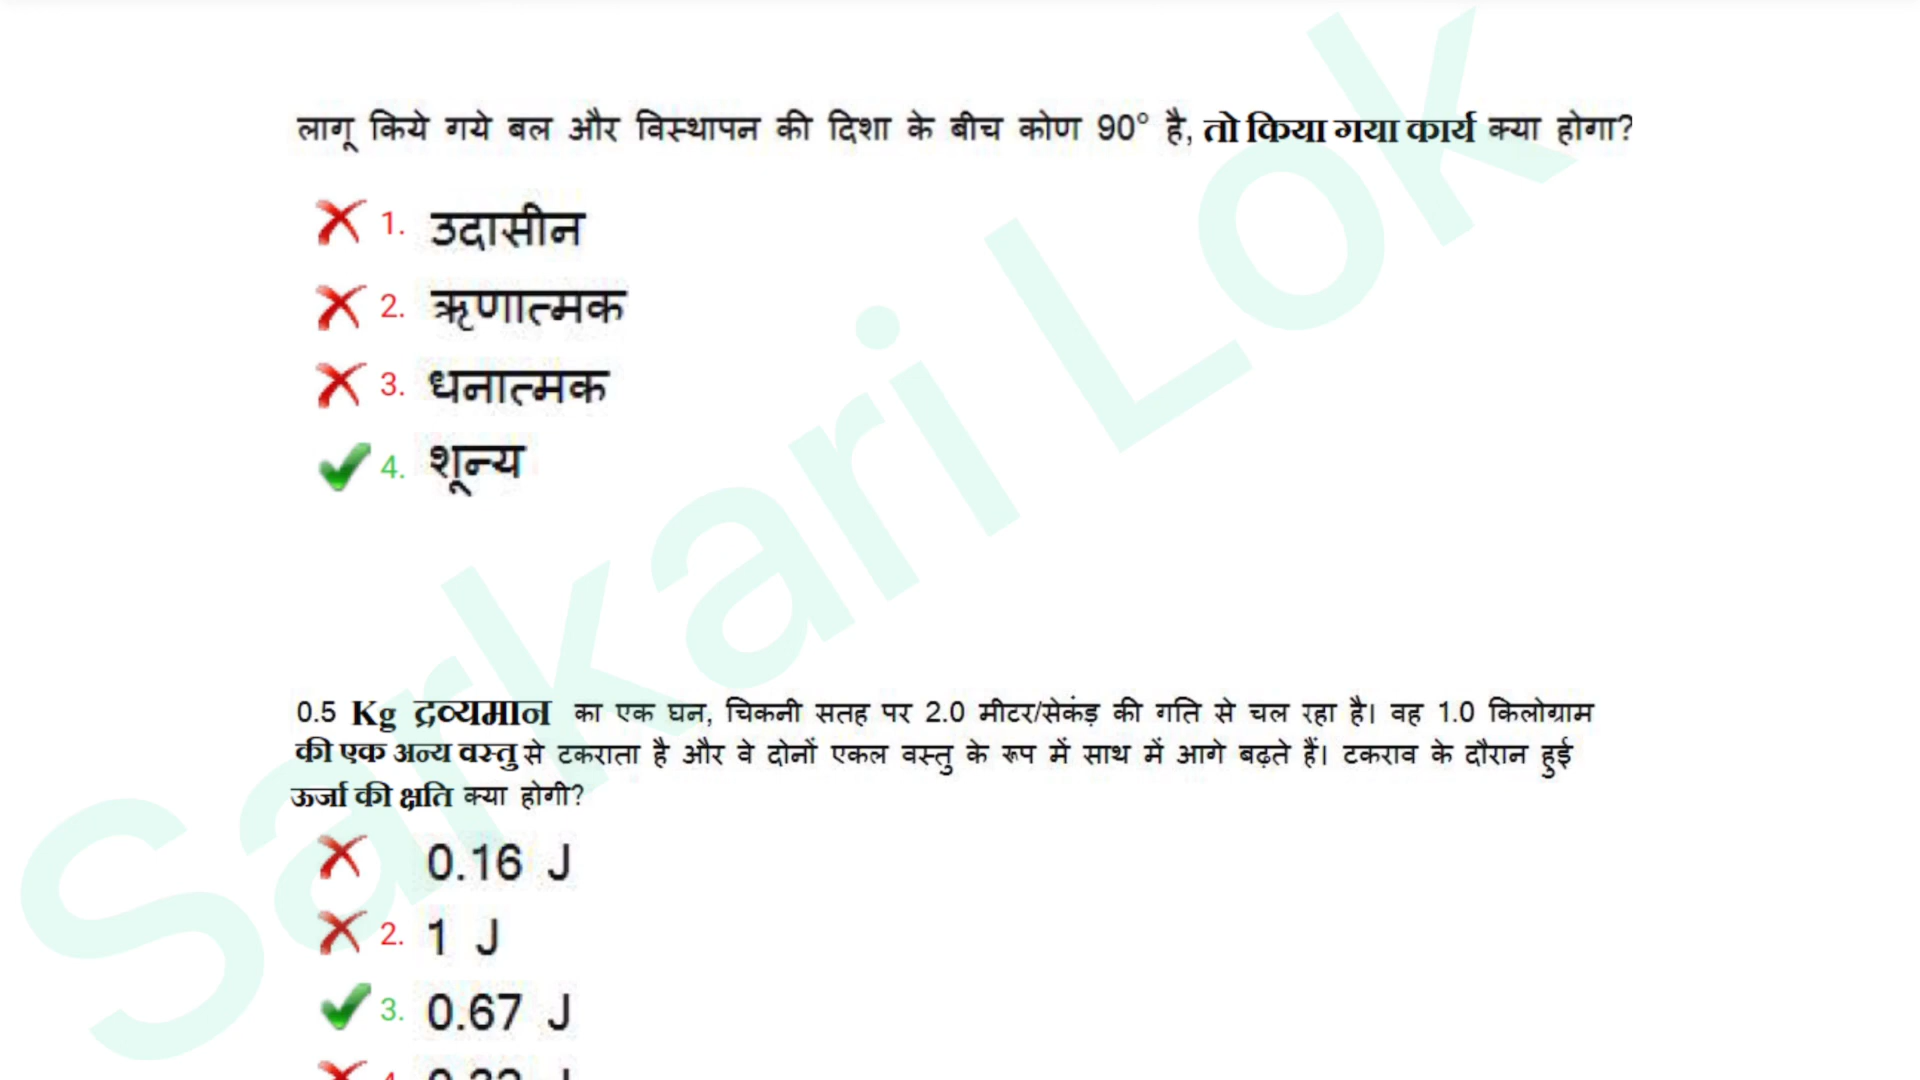 लागू किये गये बल और विस्थापन की दिशा के बीच कोण 90° है, तो किया गया कार्य क्या होगा?
1. उदासीन
2. ऋणात्मक
3. धनात्मक
4. शून्य
Sarkari Lok
0.5 Kg द्रव्यमान का एक घन, चिकनी सतह पर 2.0 मीटर/सेकंड़ की गति से चल रहा है। वह 1.0 किलोग्राम
की एक अन्य वस्तु से टकराता है और वे दोनों एकल वस्तु के रूप में साथ में आगे बढ़ते हैं। टकराव के दौरान हुई
ऊर्जा की क्षति क्या होगी?
0.16 J
2. 1 J
3. 0.67 J